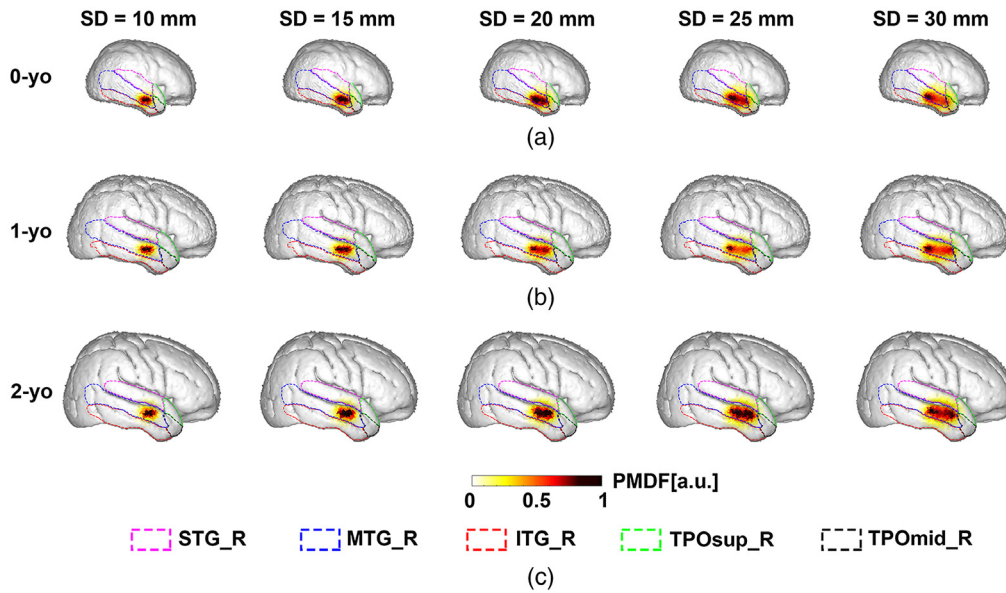 SD = 10 mm SD = 15 mm SD = 20 mm SD = 25 mm SD = 30 mm
0-yo
(a)
1-yo
(b)
2-yo
PMDF[a.u.]
0 0.5 1
STG_R MTG_R ITG_R TPOsup_R TPOmid_R
(c)